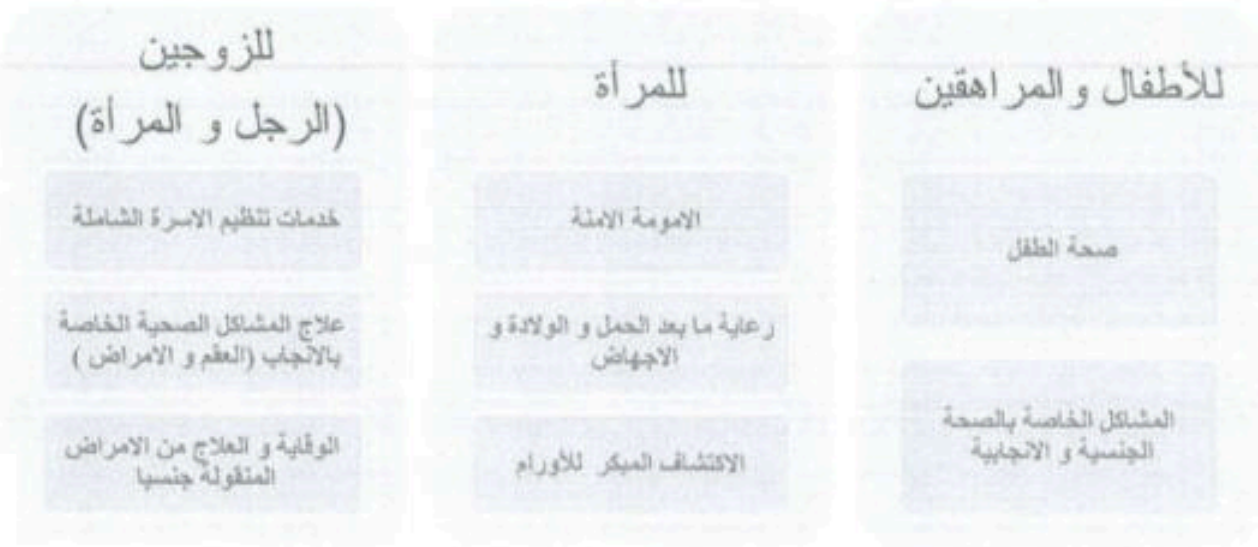 للأطفال والمراهقين
صحة الطفل
المشاكل الخاصة بالصحة
الجنسية و الانجابية
للمرأة
الامومة الامنة
رعاية ما بعد الحمل و الولادة و
الاجهاض
الاكتشاف المبكر للأورام
للزوجين
(الرجل و المرأة)
خدمات تنظيم الاسرة الشاملة
علاج المشاكل الصحية الخاصة
بالانجاب (العقم و الامراض )
الوقاية و العلاج من الامراض
المنقولة جنسيا